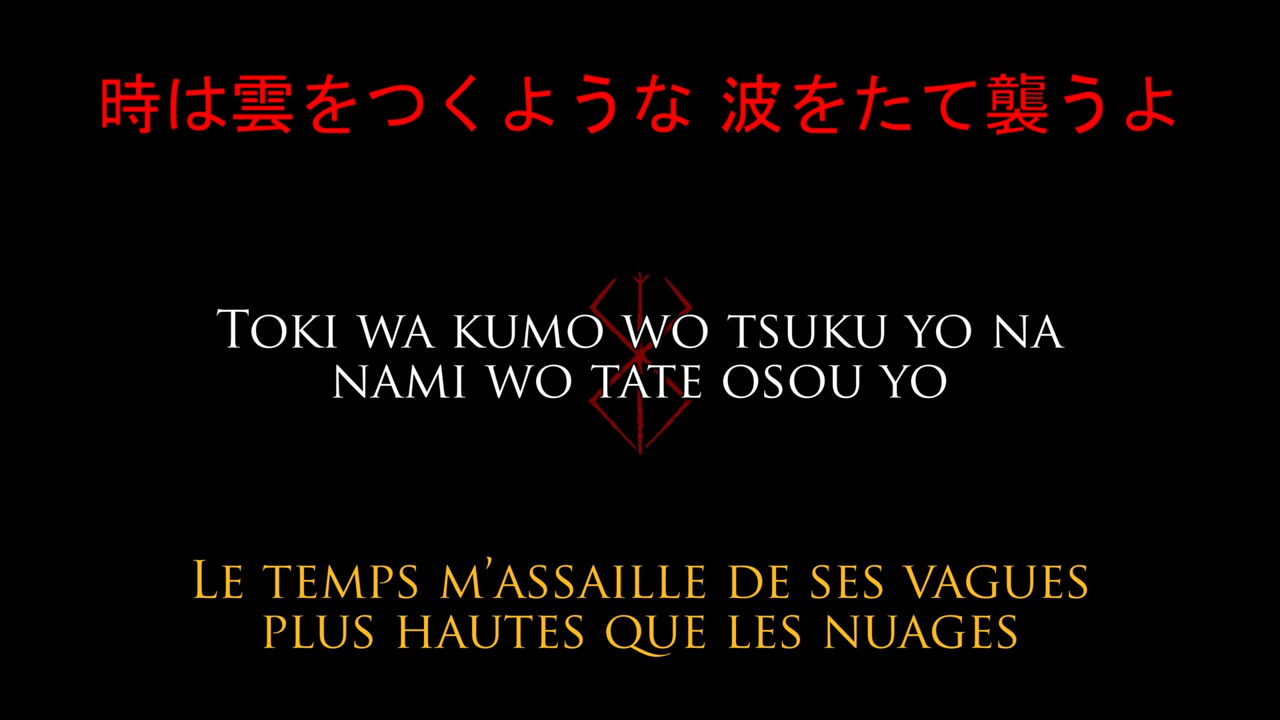 時は雲をつくような 波をたて襲うよ
Toki wa kumo wo tsuku yo na
nami wo tate osou yo
Le temps m’assaille de ses vagues
plus hautes que les nuages